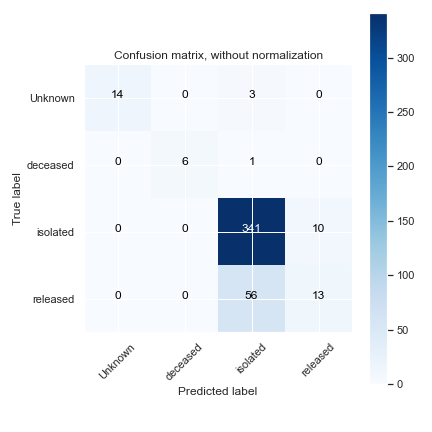 Confusion matrix, without normalization
True label
Unknown 14 0 3 0
deceased 0 6 1 0
isolated 0 0 341 10
released 0 0 56 13
Unknown deceased isolated released
Predicted label
300
250
200
150
100
50
0